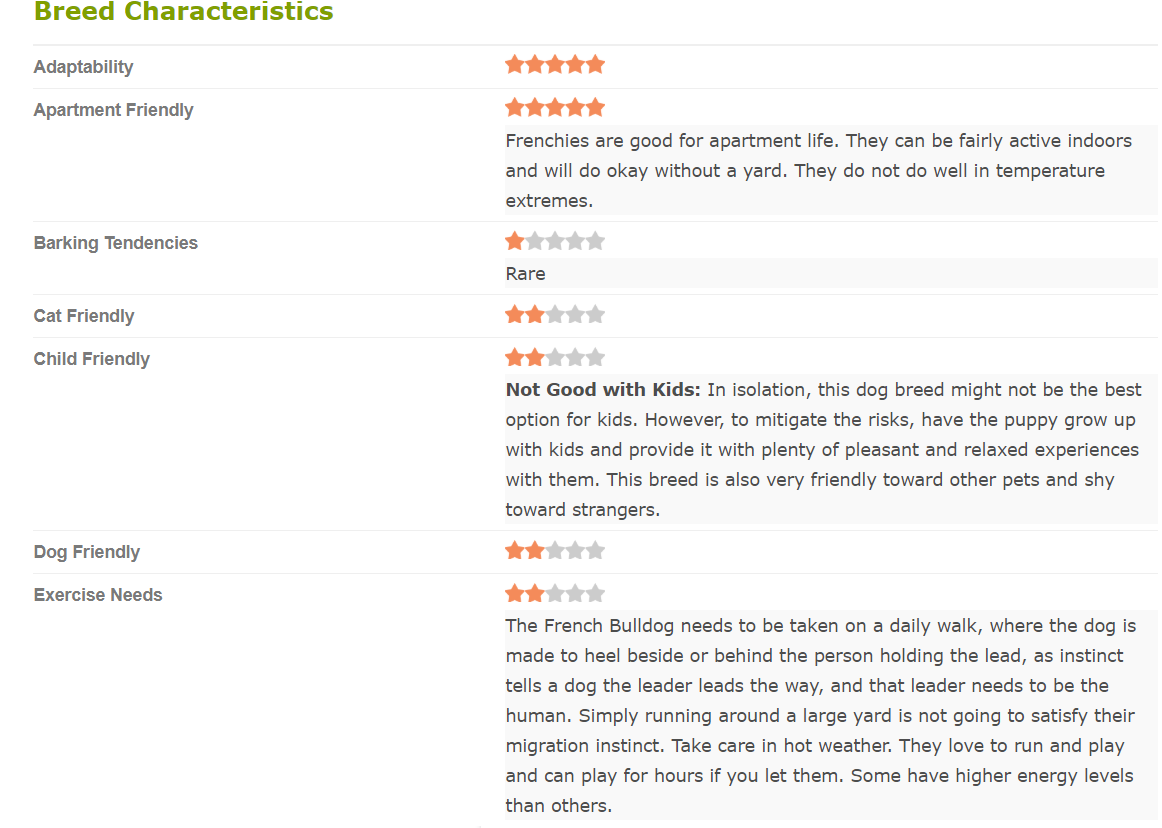 Breed Characteristics
Adaptability
Apartment Friendly
Frenchies are good for apartment life. They can be fairly active indoors
and will do okay without a yard. They do not do well in temperature
extremes.
Barking Tendencies
Rare
Cat Friendly
Child Friendly
Not Good with Kids: In isolation, this dog breed might not be the best
option for kids. However, to mitigate the risks, have the puppy grow up
with kids and provide it with plenty of pleasant and relaxed experiences
with them. This breed is also very friendly toward other pets and shy
toward strangers.
Dog Friendly
Exercise Needs
The French Bulldog needs to be taken on a daily walk, where the dog is
made to heel beside or behind the person holding the lead, as instinct
tells a dog the leader leads the way, and that leader needs to be the
human. Simply running around a large yard is not going to satisfy their
migration instinct. Take care in hot weather. They love to run and play
and can play for hours if you let them. Some have higher energy levels
than others.